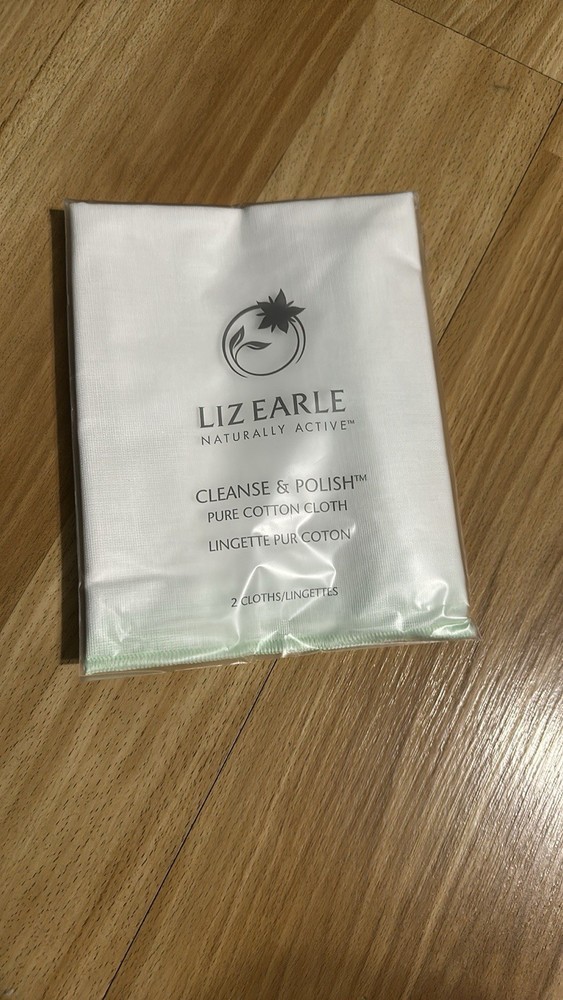 LIZ EARLE
NATURALLY ACTIVE™
CLEANSE & POLISH™
PURE COTTON CLOTH
LINGETTE PUR COTON
2 CLOTHS/LINGETTES